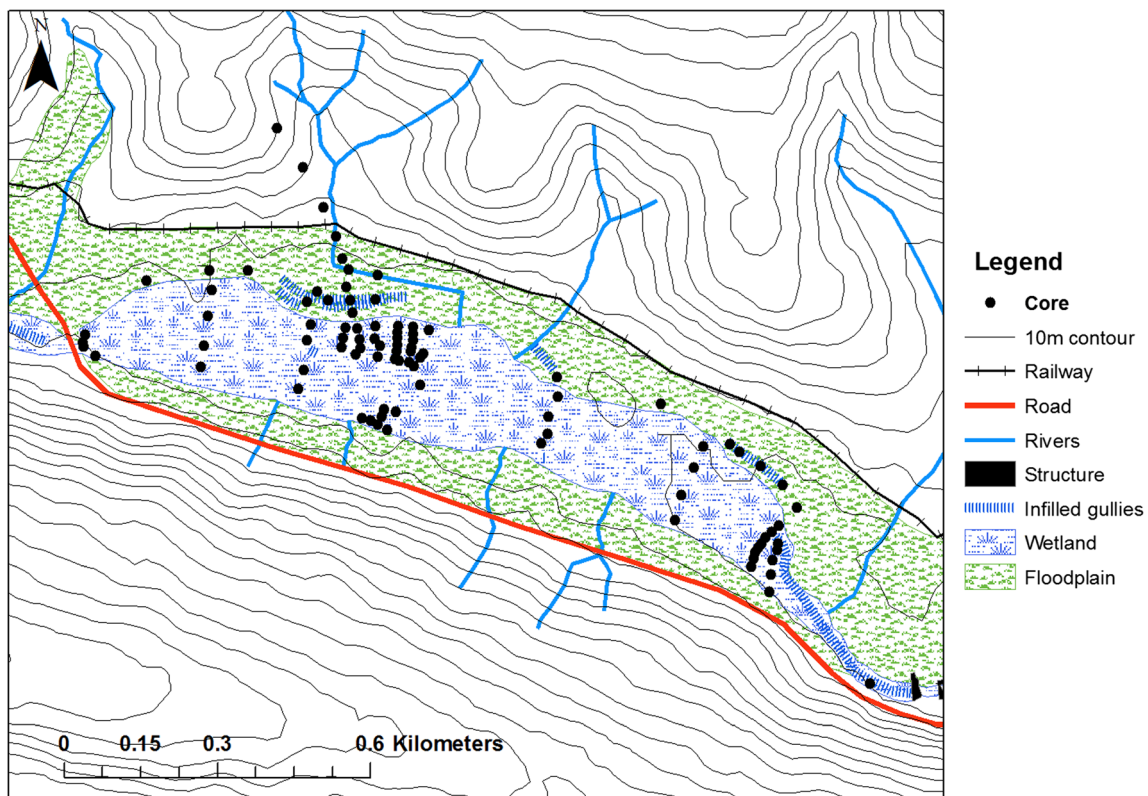 N
Legend
Core
10m contour
Railway
Road
Rivers
Structure
Infilled gullies
Wetland
Floodplain
0 0.15 0.3 0.6 Kilometers